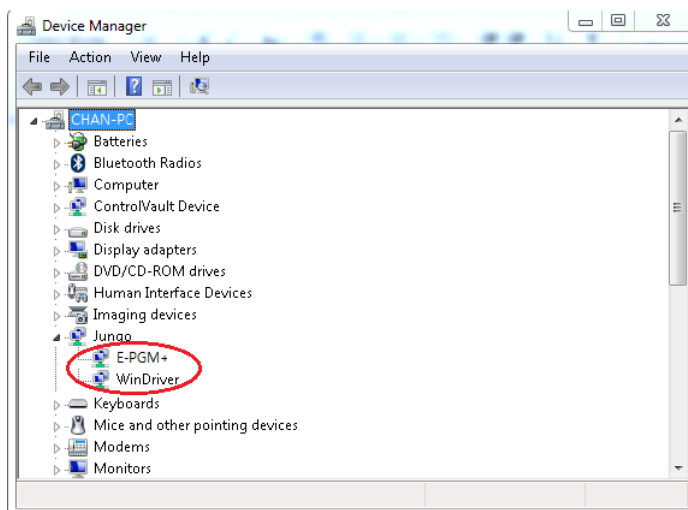 Device Manager
File Action View Help
CHAN-PC
Batteries
Bluetooth Radios
Computer
ControlVault Device
Disk drives
Display adapters
DVD/CD-ROM drives
Human Interface Devices
Imaging devices
Jungo
E-PGM+
WinDriver
Keyboards
Mice and other pointing devices
Modems
Monitors